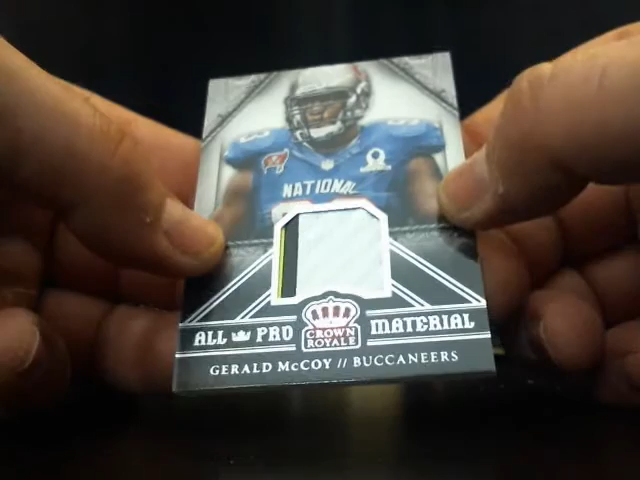 NATIONAL
ALL PRO CROWN ROYALE MATERIAL
GERALD McCOY // BUCCANEERS